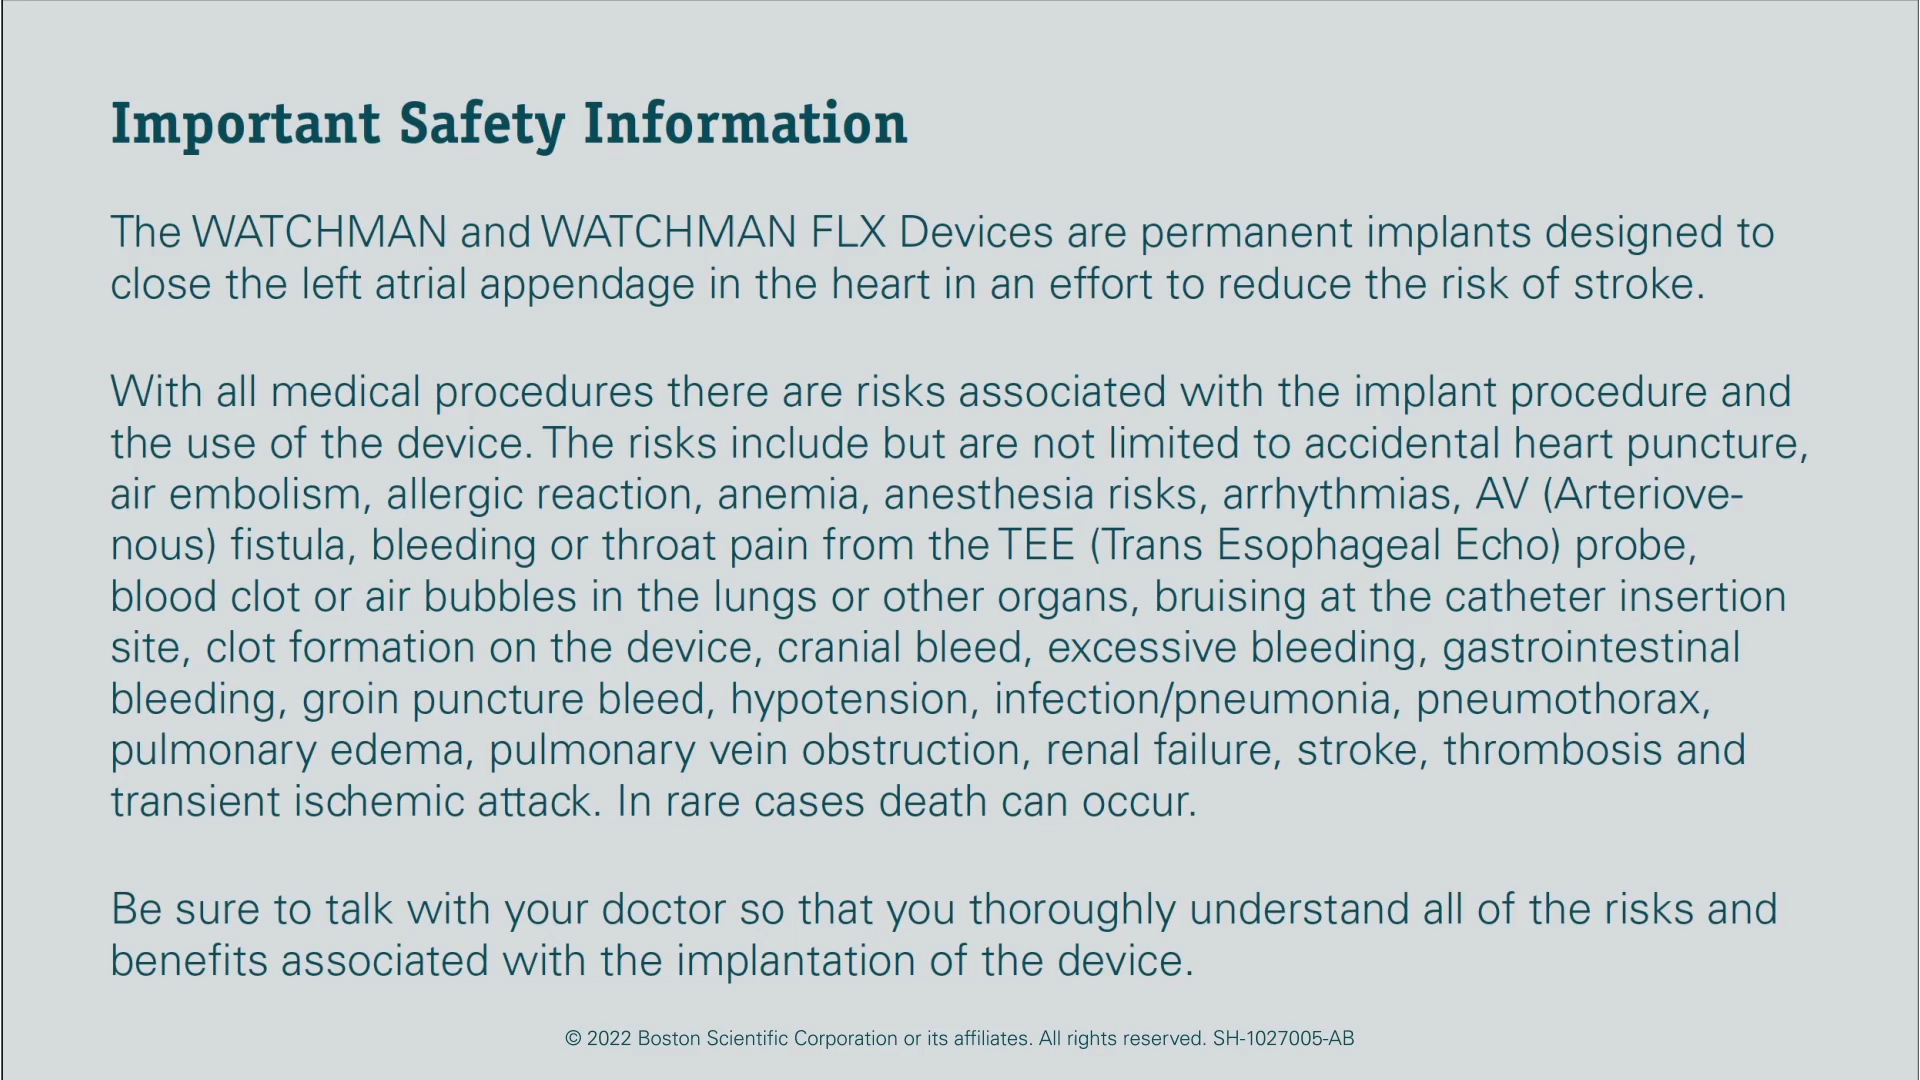 Important Safety Information
The WATCHMAN and WATCHMAN FLX Devices are permanent implants designed to
close the left atrial appendage in the heart in an effort to reduce the risk of stroke.
With all medical procedures there are risks associated with the implant procedure and
the use of the device. The risks include but are not limited to accidental heart puncture,
air embolism, allergic reaction, anemia, anesthesia risks, arrhythmias, AV (Arteriove-
nous) fistula, bleeding or throat pain from the TEE (Trans Esophageal Echo) probe,
blood clot or air bubbles in the lungs or other organs, bruising at the catheter insertion
site, clot formation on the device, cranial bleed, excessive bleeding, gastrointestinal
bleeding, groin puncture bleed, hypotension, infection/pneumonia, pneumothorax,
pulmonary edema, pulmonary vein obstruction, renal failure, stroke, thrombosis and
transient ischemic attack. In rare cases death can occur.
Be sure to talk with your doctor so that you thoroughly understand all of the risks and
benefits associated with the implantation of the device.
© 2022 Boston Scientific Corporation or its affiliates. All rights reserved. SH-1027005-AB